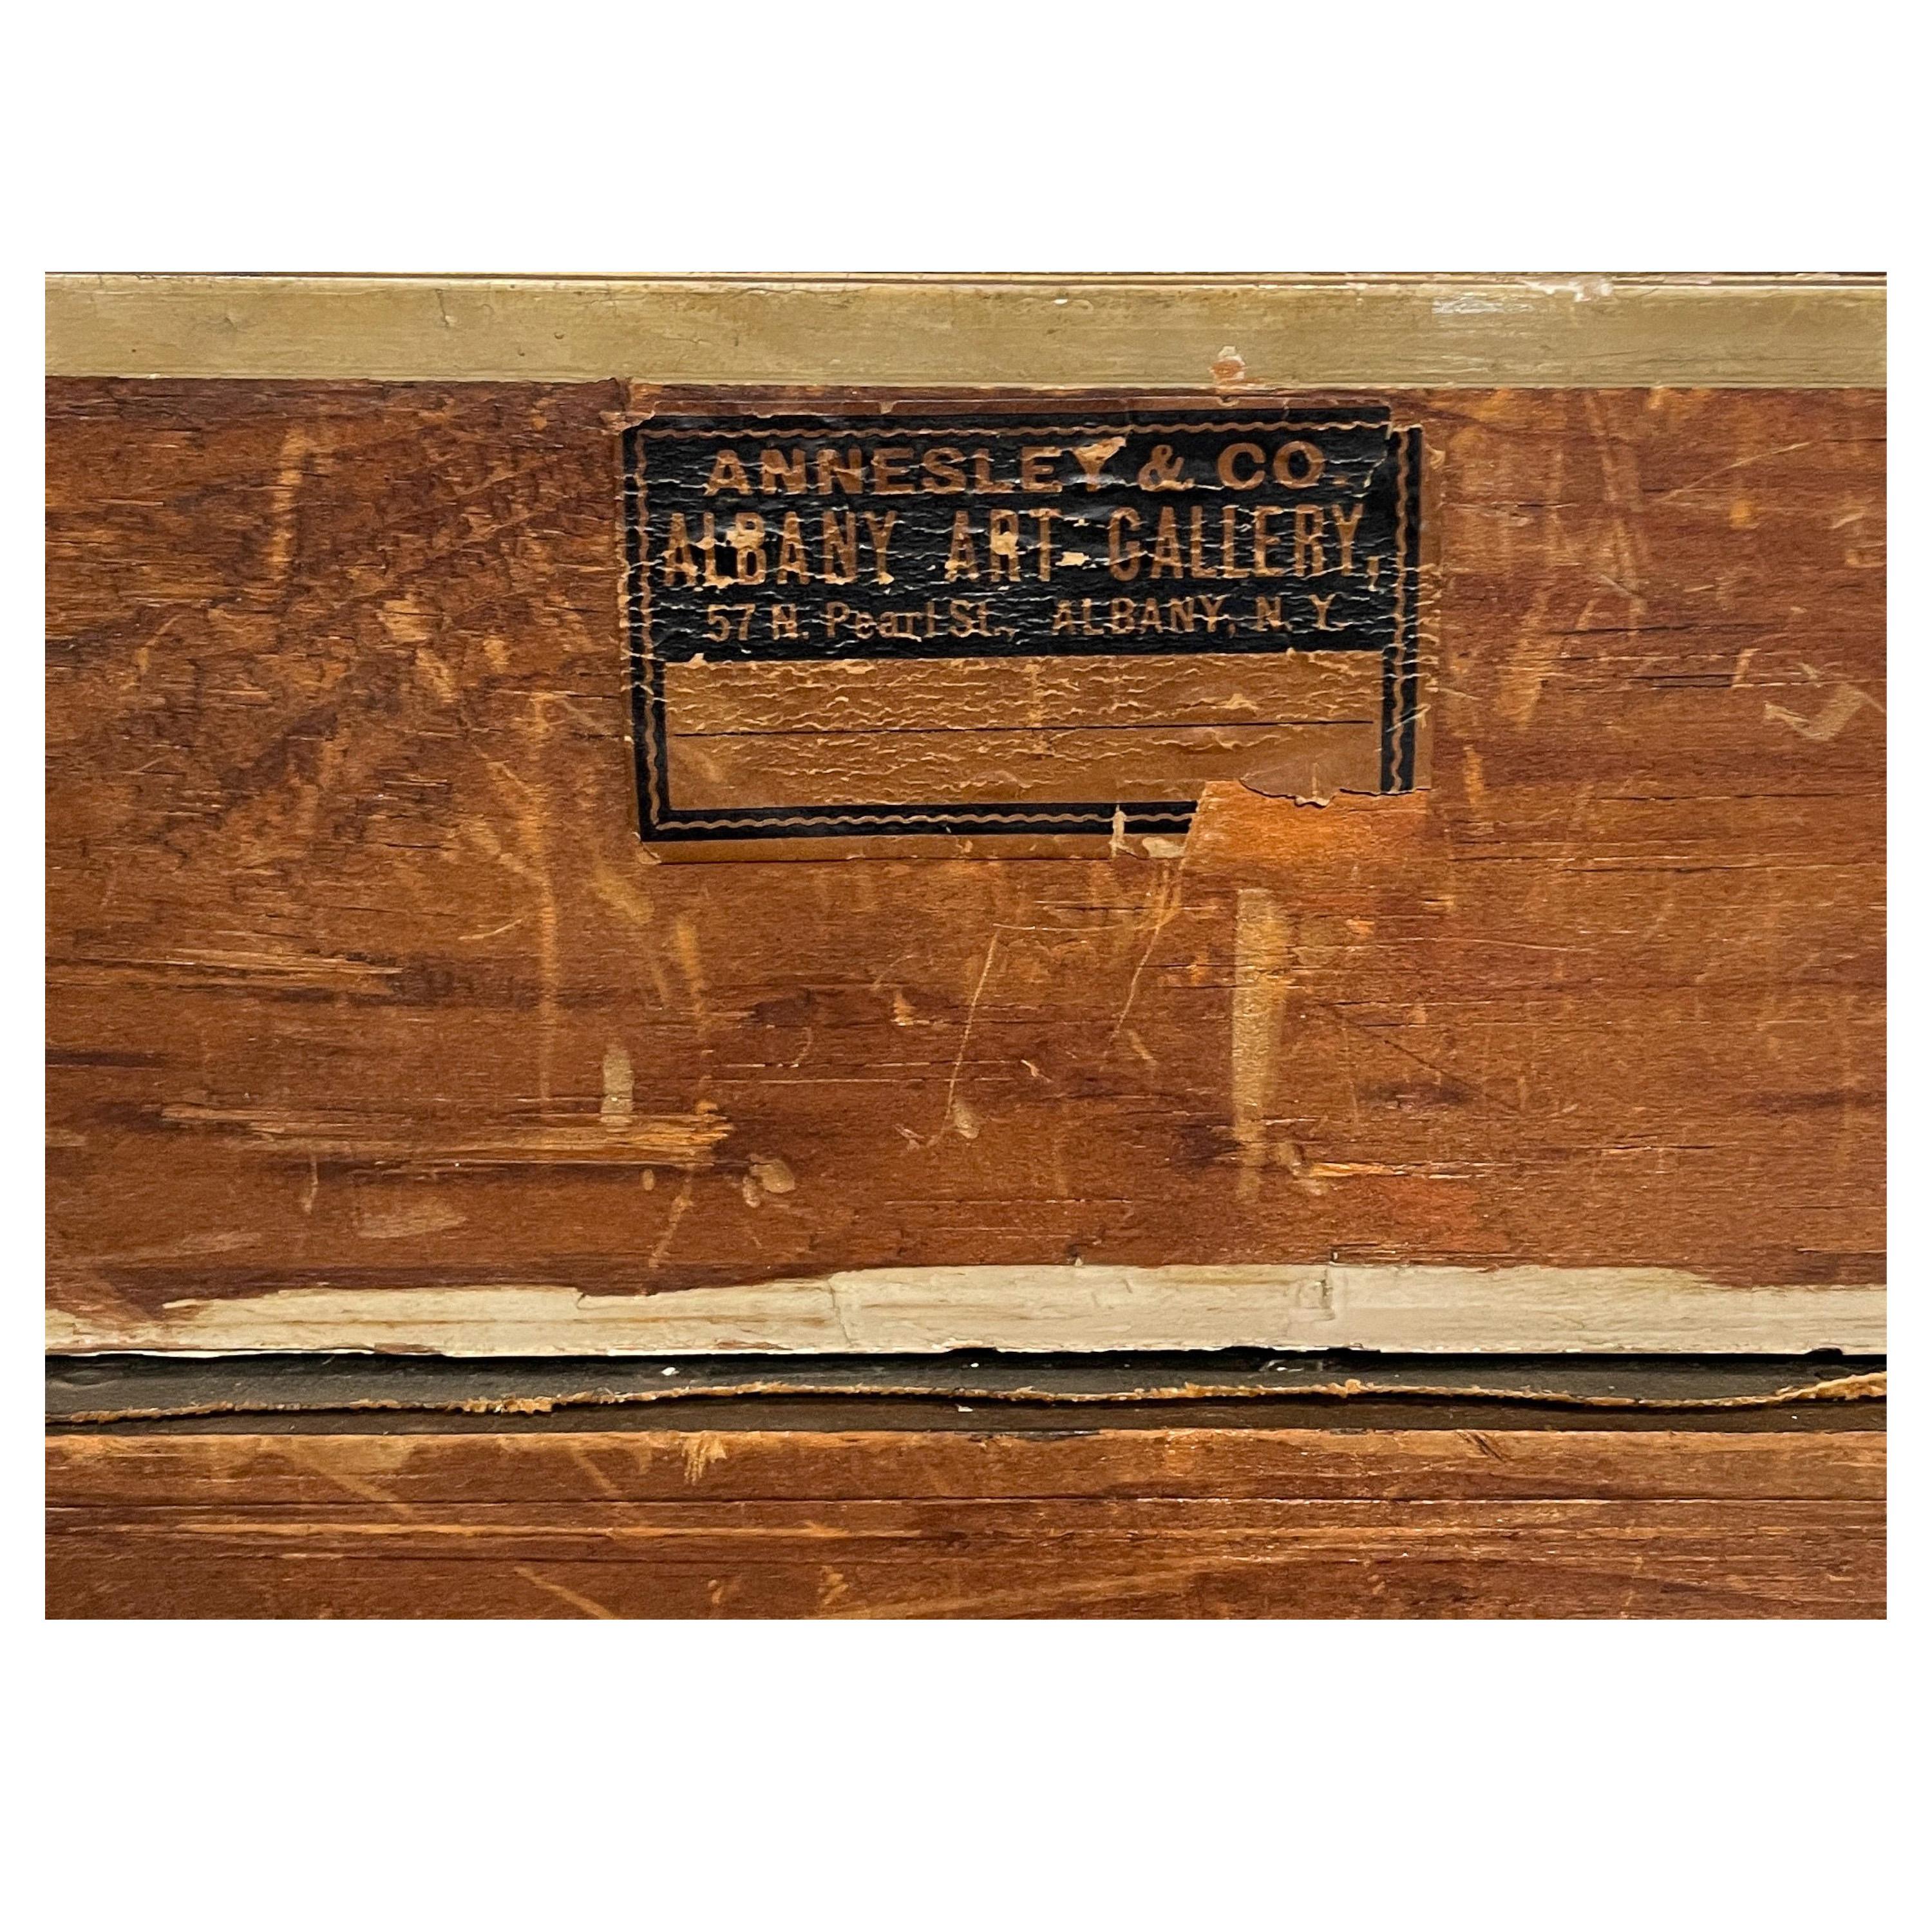 ANNESLEY & CO.
ALBANY ART GALLERY,
57 N. Pearl St., ALBANY, N. Y.